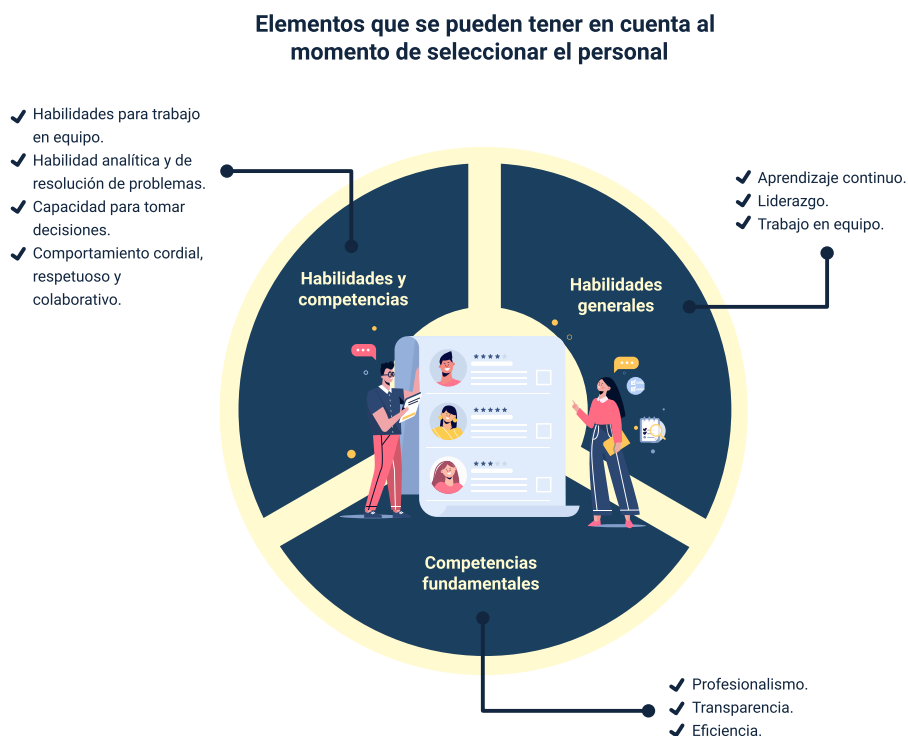 Elementos que se pueden tener en cuenta al
momento de seleccionar el personal
Habilidades para trabajo
en equipo.
Habilidad analítica y de
resolución de problemas.
Capacidad para tomar
decisiones.
Comportamiento cordial,
respetuoso y
colaborativo.
Habilidades y
competencias
Aprendizaje continuo.
Liderazgo.
Trabajo en equipo.
Habilidades
generales
Competencias
fundamentales
Profesionalismo.
Transparencia.
Eficiencia.